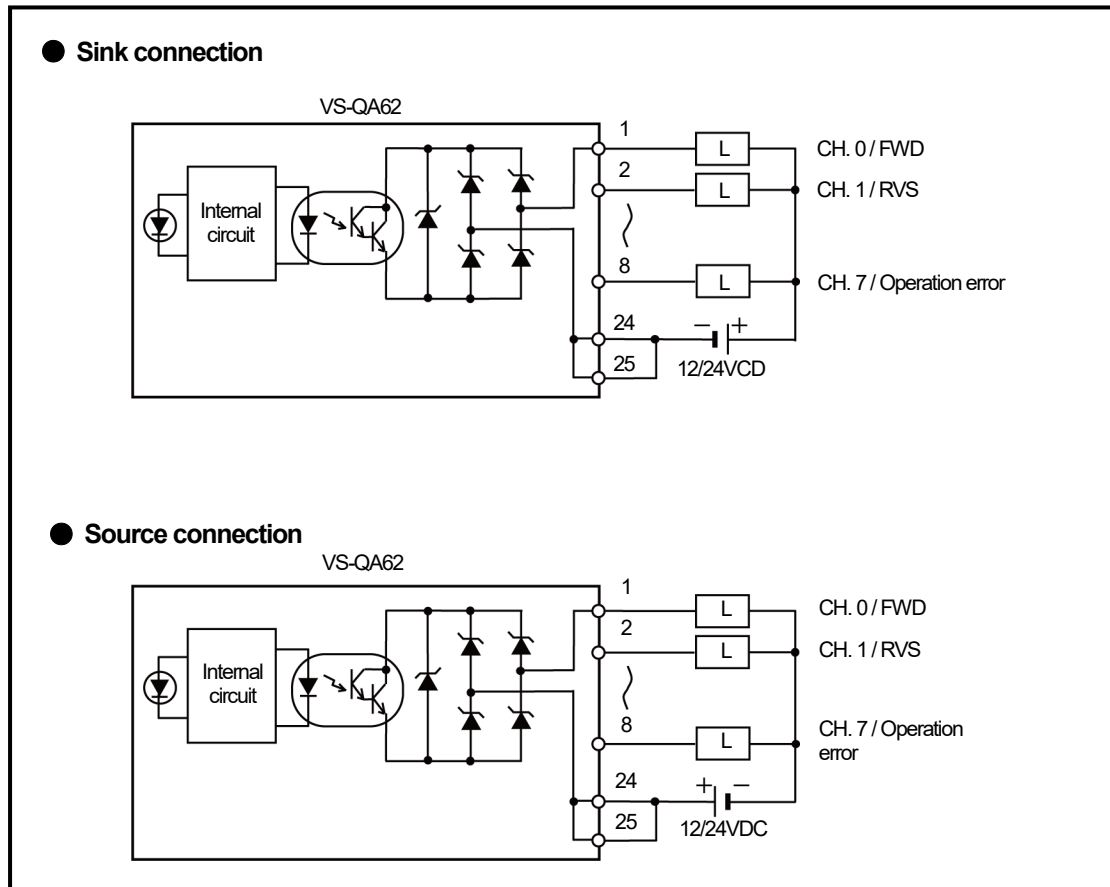 ● Sink connection
VS-QA62
1
L
CH. 0 / FWD
2
L
CH. 1 / RVS
Internal
circuit
8
L
CH. 7 / Operation error
24
– +
25
12/24VCD
● Source connection
VS-QA62
1
L
CH. 0 / FWD
2
L
CH. 1 / RVS
Internal
circuit
8
L
CH. 7 / Operation
error
24
+ –
25
12/24VDC